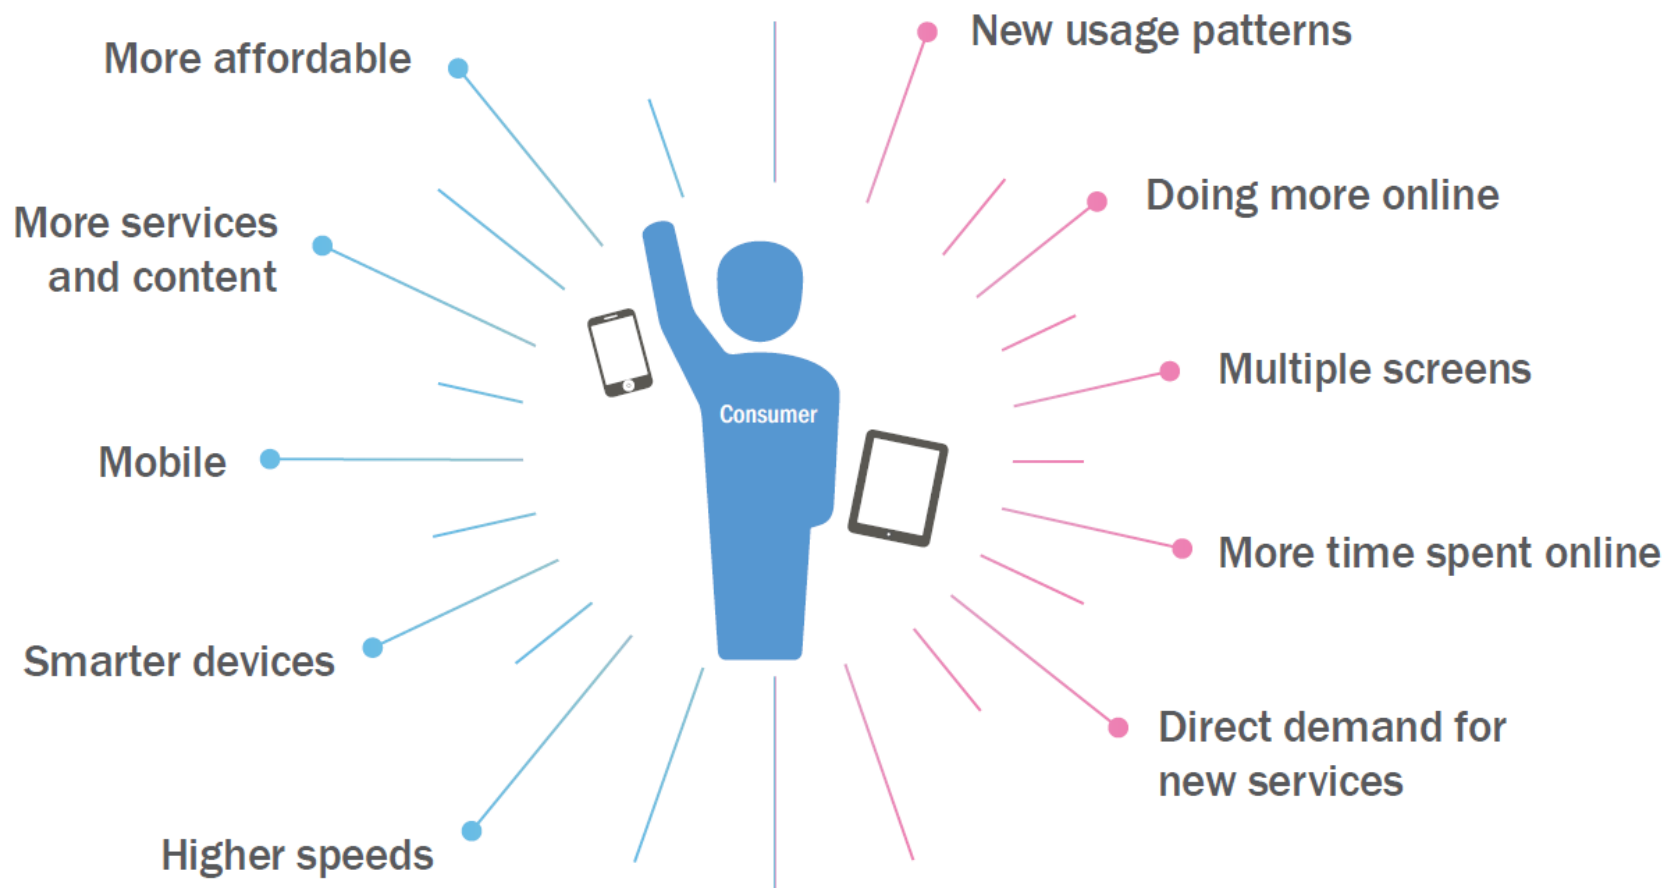 More affordable
More services
and content
Mobile
Smarter devices
Higher speeds
Consumer
New usage patterns
Doing more online
Multiple screens
More time spent online
Direct demand for
new services